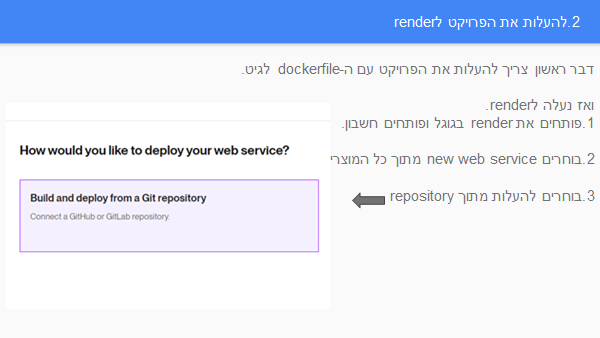 2.להעלות את הפרויקט לrender
דבר ראשון צריך להעלות את הפרויקט עם ה-dockerfile לגיט.
ואז נעלה לrender.
1.פותחים את render בגוגל ופותחים חשבון.
2.בוחרים new web service מתוך כל המוצרי
3.בוחרים להעלות מתוך repository
How would you like to deploy your web service?
Build and deploy from a Git repository
Connect a GitHub or GitLab repository.